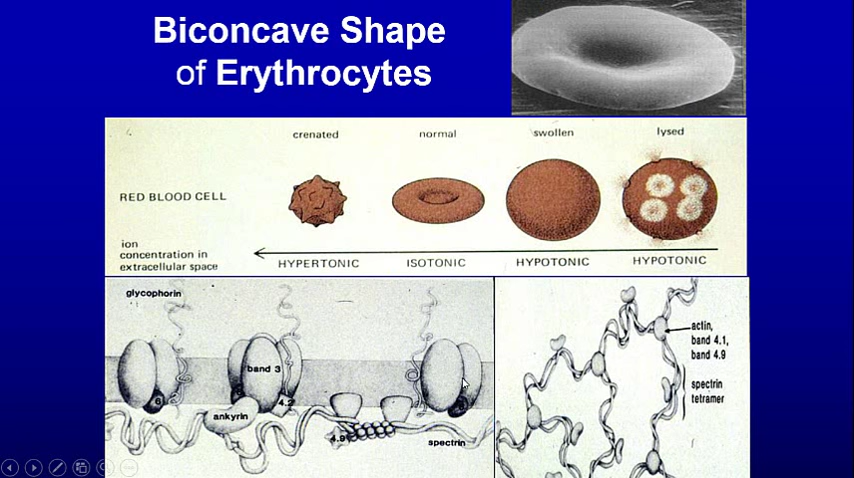 Biconcave Shape
of Erythrocytes
crenated normal swollen lysed
RED BLOOD CELL
ion
concentration in
extracellular space
HYPERTONIC ISOTONIC HYPOTONIC HYPOTONIC
glycophorin
band 3
6
4.2
ankyrin
4.9
spectrin
actin,
band 4.1,
band 4.9
spectrin
tetramer